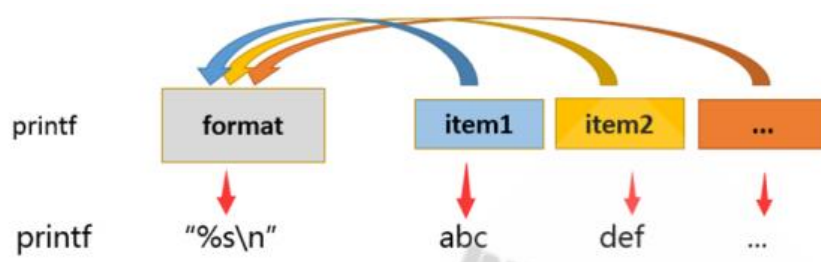 printf format item1 item2 ...
printf “%s\n” abc def ...